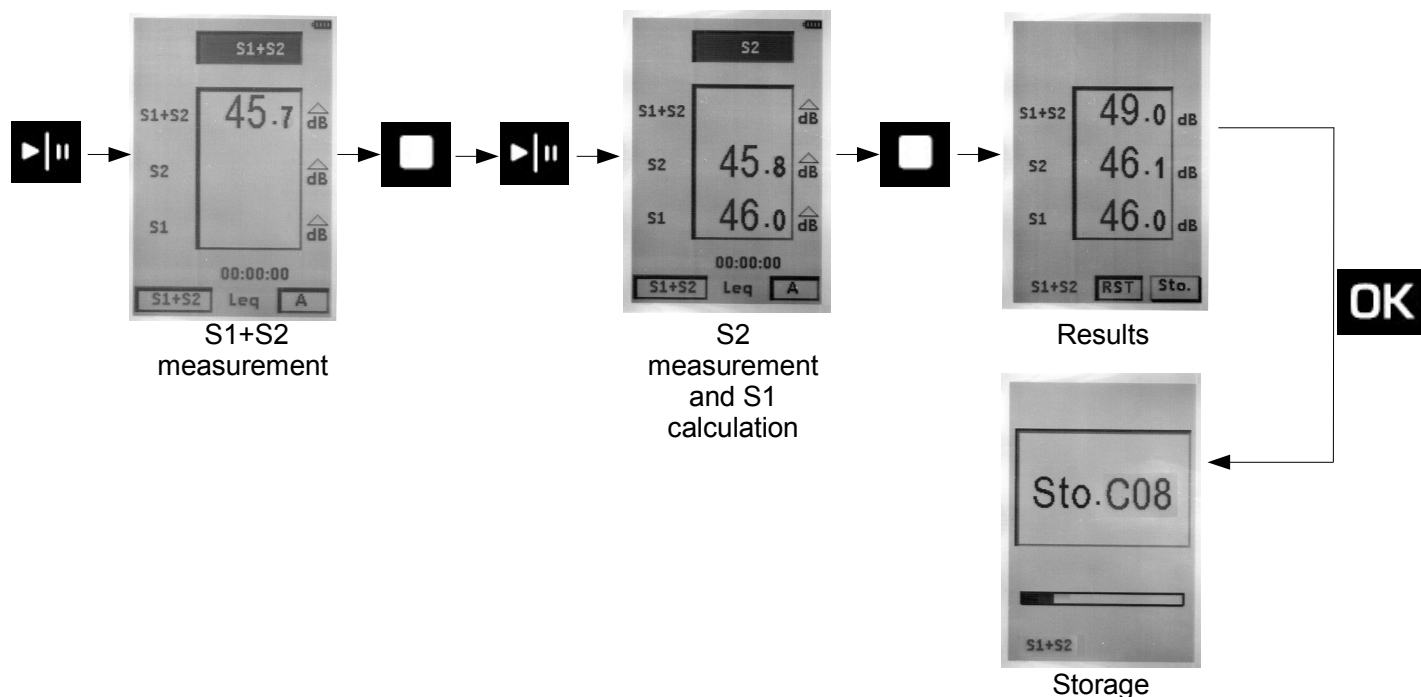 S1+S2
S1+S2 45.7 dB
S2 dB
S1 dB
00:00:00
S1+S2 Leq A
S1+S2
measurement
S2
S1+S2 dB
S2 45.8 dB
S1 46.0 dB
00:00:00
S1+S2 Leq A
S2
measurement
and S1
calculation
S1+S2 49.0 dB
S2 46.1 dB
S1 46.0 dB
S1+S2 RST Sto.
Results
OK
Sto.C08
S1+S2
Storage